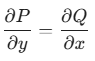 ∂P/∂y = ∂Q/∂x